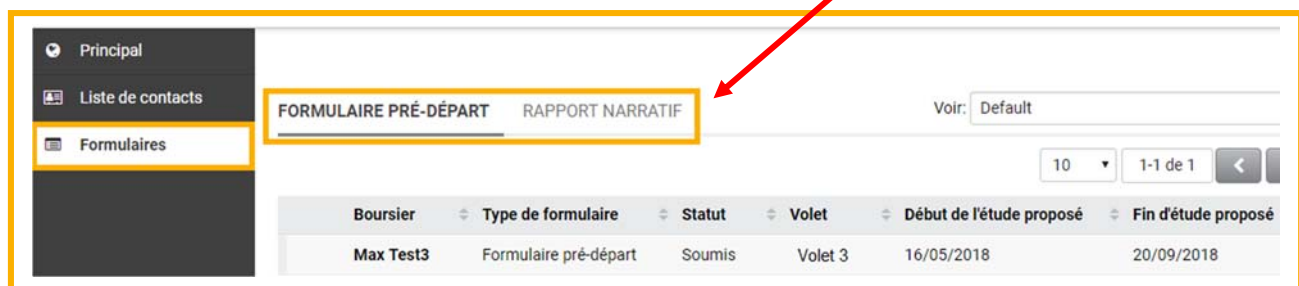 Principal
Liste de contacts
Formulaires
FORMULAIRE PRÉ-DÉPART RAPPORT NARRATIF
Voir: Default
10 1-1 de 1
Boursier Type de formulaire Statut Volet Début de l'étude proposé Fin d'étude proposé
Max Test3 Formulaire pré-départ Soumis Volet 3 16/05/2018 20/09/2018